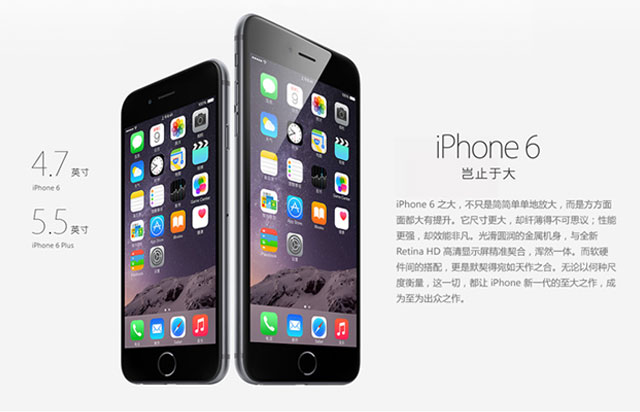 4.7 英寸
iPhone 6
5.5 英寸
iPhone 6 Plus
iPhone 6
岂止于大
iPhone 6 之大，不只是简简单单地放大，而是方方面
面都大有提升。它尺寸更大，却纤薄得不可思议；性能
更强，却效能非凡。光滑圆润的金属机身，与全新
Retina HD 高清显示屏精准契合，浑然一体。而软硬
件间的搭配，更是默契得宛如天作之合。无论以何种尺
度衡量，这一切，都让 iPhone 新一代的至大之作，成
为至为出众之作。